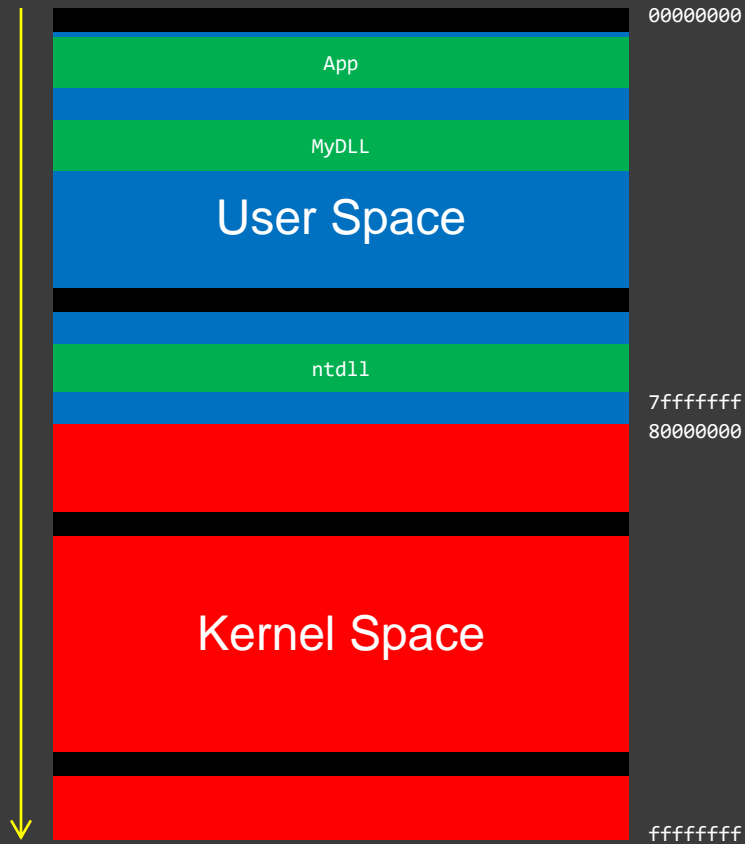 00000000
App
MyDLL
User Space
ntdll
7fffffff
80000000
Kernel Space
ffffffff